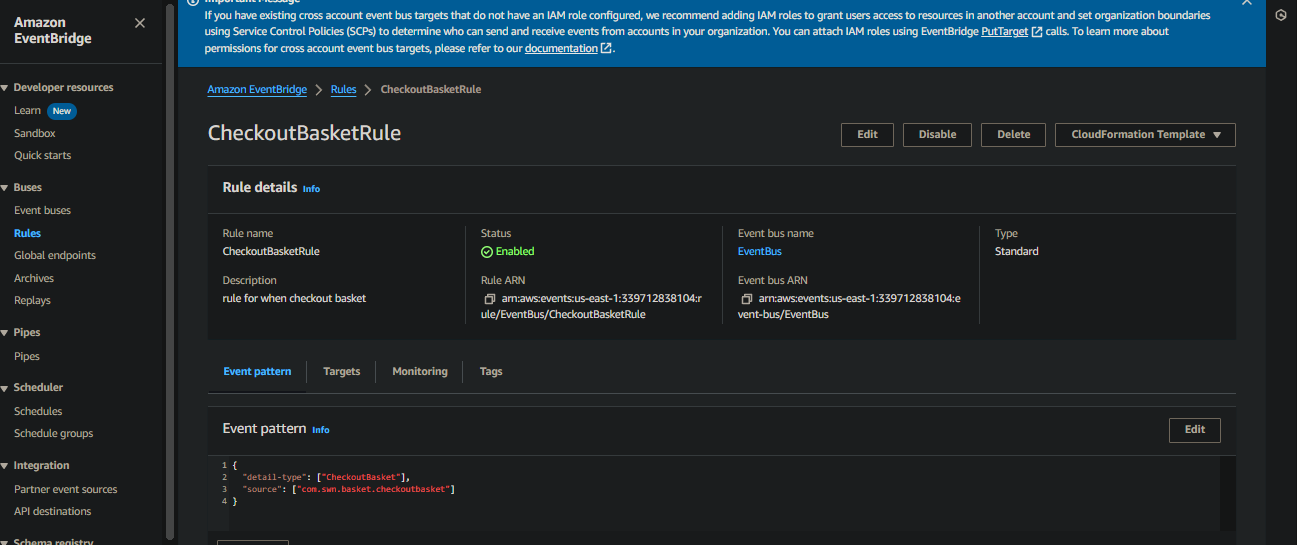 Amazon
EventBridge
Developer resources
Learn New
Sandbox
Quick starts
Buses
Event buses
Rules
Global endpoints
Archives
Replays
Pipes
Pipes
Scheduler
Schedules
Schedule groups
Integration
Partner event sources
API destinations
Schema registry
Important Message
If you have existing cross account event bus targets that do not have an IAM role configured, we recommend adding IAM roles to grant users access to resources in another account and set organization boundaries
using Service Control Policies (SCPs) to determine who can send and receive events from accounts in your organization. You can attach IAM roles using EventBridge PutTarget calls. To learn more about
permissions for cross account event bus targets, please refer to our documentation.
Amazon EventBridge > Rules > CheckoutBasketRule
CheckoutBasketRule
Edit Disable Delete CloudFormation Template
Rule details Info
Rule name Status Event bus name Type
CheckoutBasketRule Enabled EventBus Standard
Description Rule ARN Event bus ARN
rule for when checkout basket arn:aws:events:us-east-1:339712838104:r arn:aws:events:us-east-1:339712838104:e
ule/EventBus/CheckoutBasketRule vent-bus/EventBus
Event pattern Targets Monitoring Tags
Event pattern Info Edit
1 {
2 "detail-type": ["CheckoutBasket"],
3 "source": ["com.swn.basket.checkoutbasket"]
4 }